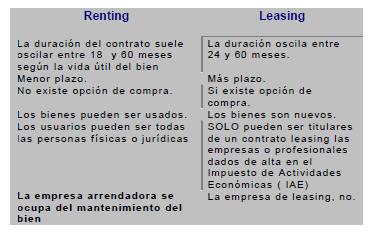 Renting
Leasing
La duración del contrato suele
oscilar entre 18 y 60 meses
según la vida útil del bien
La duración oscila entre
24 y 60 meses.
Menor plazo.
Más plazo.
No existe opción de compra.
Si existe opción de
compra.
Los bienes pueden ser usados.
Los bienes son nuevos.
Los usuarios pueden ser todas
las personas físicas o jurídicas
SOLO pueden ser titulares
de un contrato leasing las
empresas o profesionales
dados de alta en el
Impuesto de Actividades
Económicas ( IAE)
La empresa arrendadora se
ocupa del mantenimiento del
bien
La empresa de leasing, no.